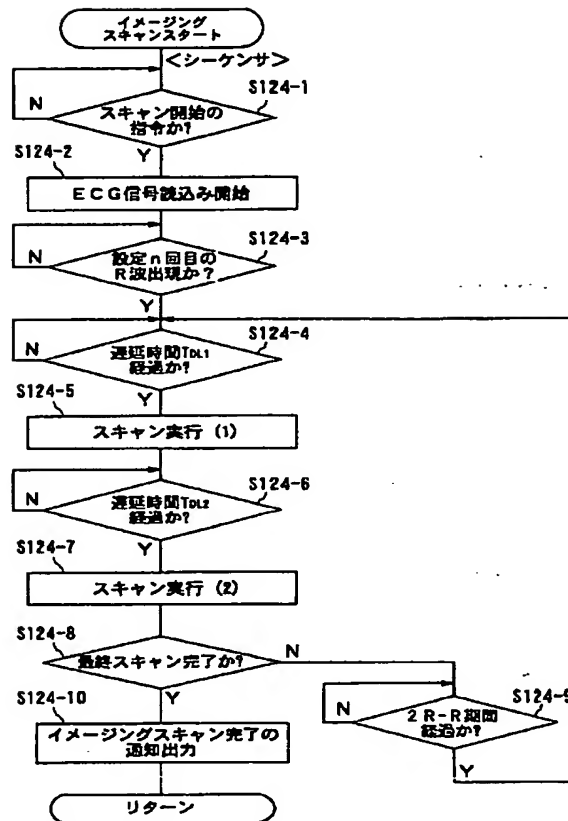 イメージング
スキャンスタート
<シーケンサ>
S124-1
スキャン開始の
指令か?
N
Y
S124-2
ECG信号読込み開始
S124-3
設定n回目の
R波出現か?
N
Y
S124-4
遅延時間TDL1
経過か?
N
Y
S124-5
スキャン実行 (1)
S124-6
遅延時間TDL2
経過か?
N
Y
S124-7
スキャン実行 (2)
S124-8
最終スキャン完了か?
N
Y
S124-9
2R-R期間
経過か?
N
Y
S124-10
イメージングスキャン完了の
通知出力
リターン